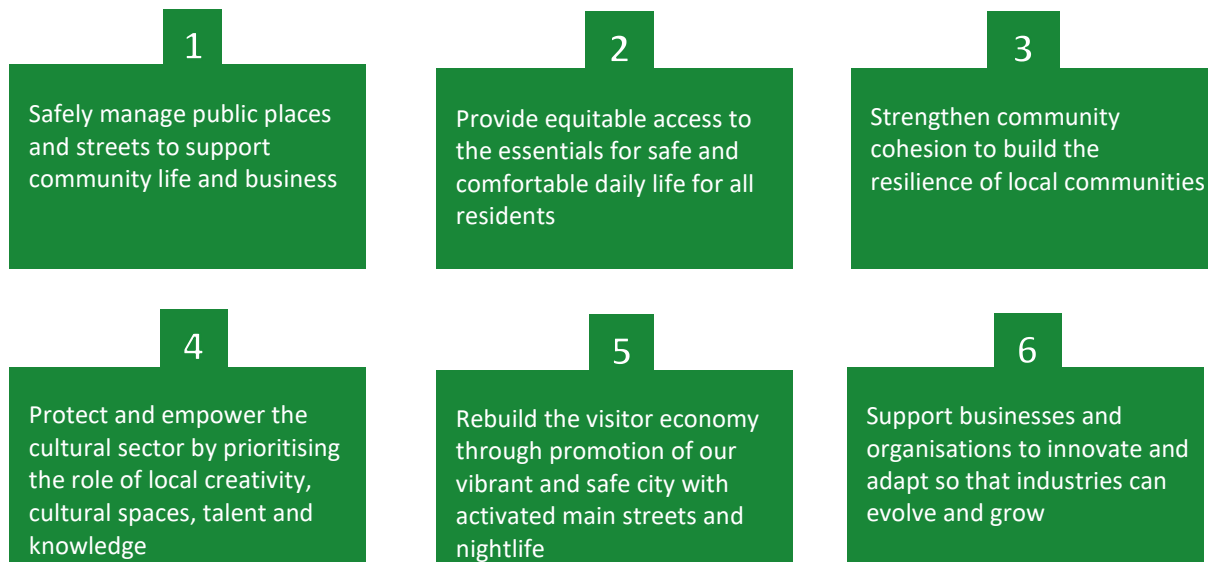 1
Safely manage public places
and streets to support
community life and business
2
Provide equitable access to
the essentials for safe and
comfortable daily life for all
residents
3
Strengthen community
cohesion to build the
resilience of local communities
4
Protect and empower the
cultural sector by prioritising
the role of local creativity,
cultural spaces, talent and
knowledge
5
Rebuild the visitor economy
through promotion of our
vibrant and safe city with
activated main streets and
nightlife
6
Support businesses and
organisations to innovate and
adapt so that industries can
evolve and grow